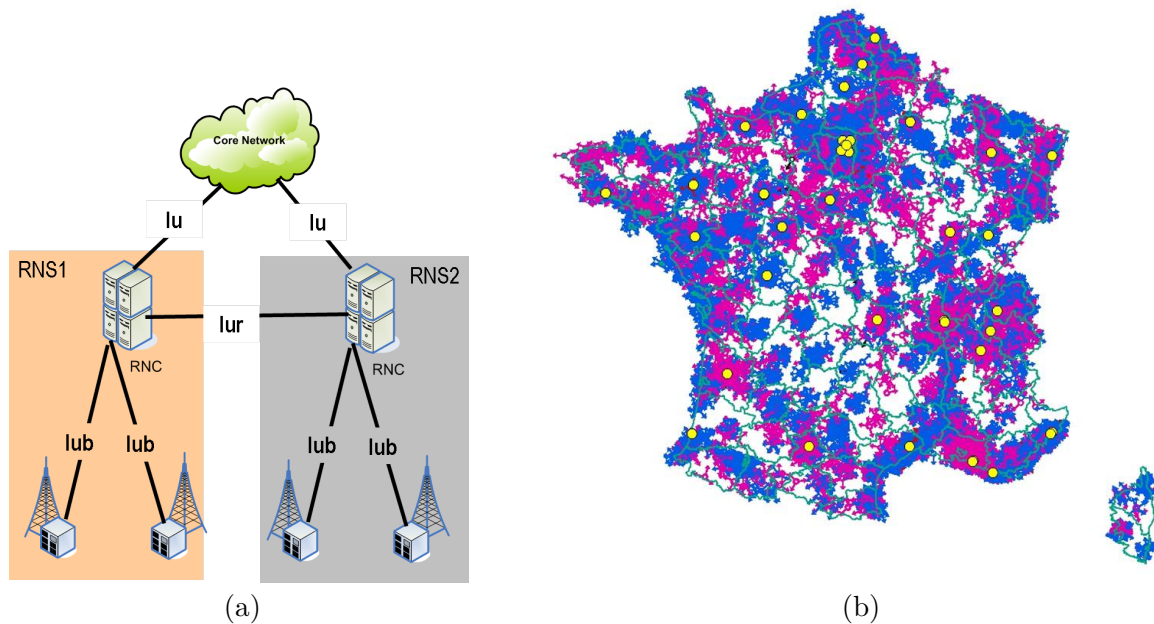 Core Network
Iu
Iu
RNS1
RNS2
Iur
RNC
RNC
Iub
Iub
Iub
Iub
(a)
(b)